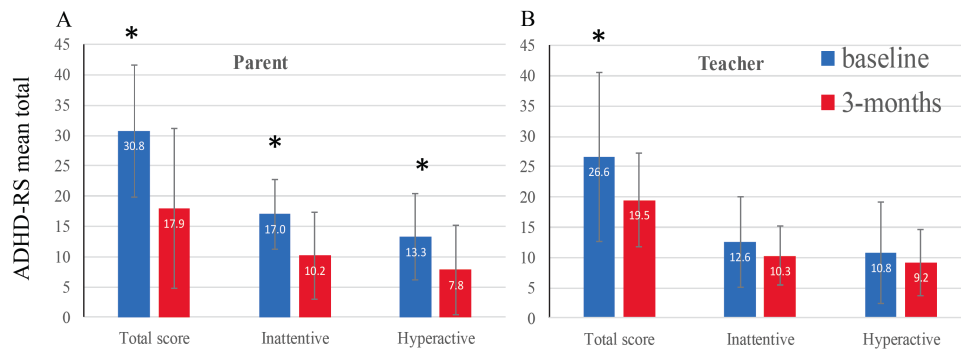 A
B
ADHD-RS mean total
Parent
45
40
35
30
25
20
15
10
5
0
*
*
*
30.8
17.9
17.0
10.2
13.3
7.8
Total score
Inattentive
Hyperactive
Teacher
baseline
3-months
45
40
35
30
25
20
15
10
5
0
*
26.6
19.5
12.6
10.3
10.8
9.2
Total score
Inattentive
Hyperactive